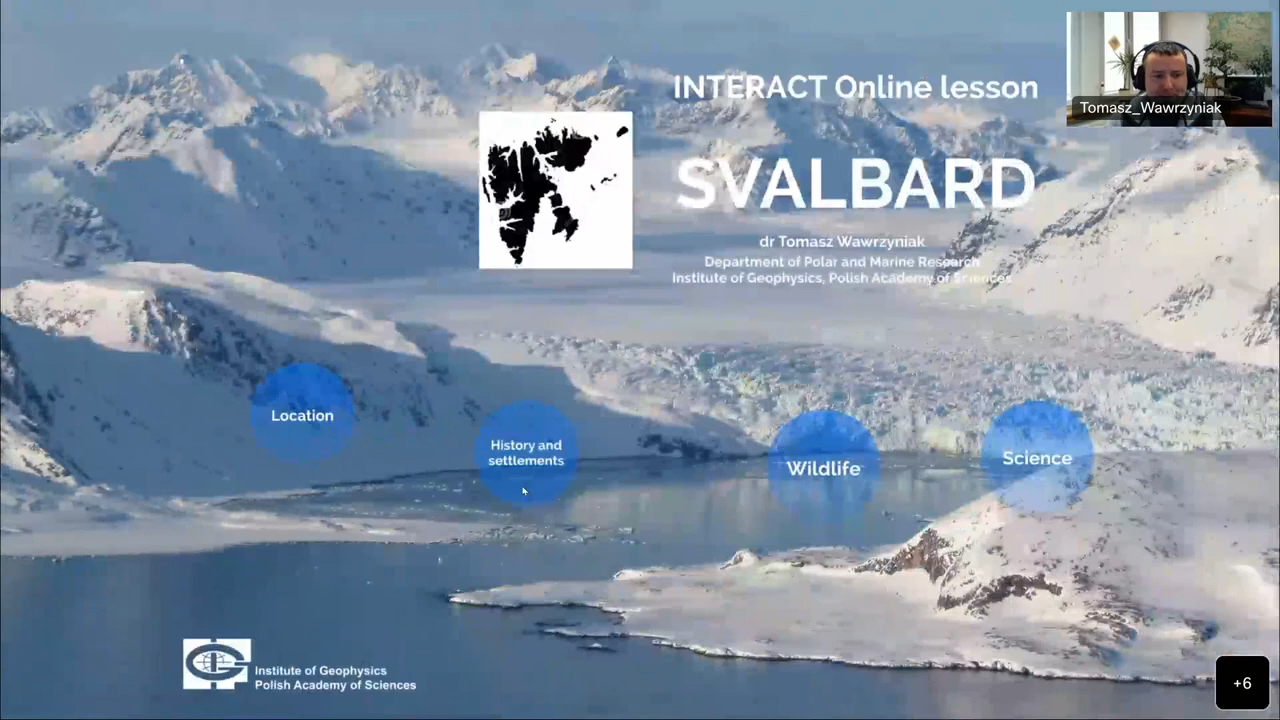 INTERACT Online lesson
Tomasz_Wawrzyniak
SVALBARD
dr Tomasz Wawrzyniak
Department of Polar and Marine Research
Institute of Geophysics, Polish Academy of Sciences
Location
History and
settlements
Wildlife
Science
Institute of Geophysics
Polish Academy of Sciences
+6